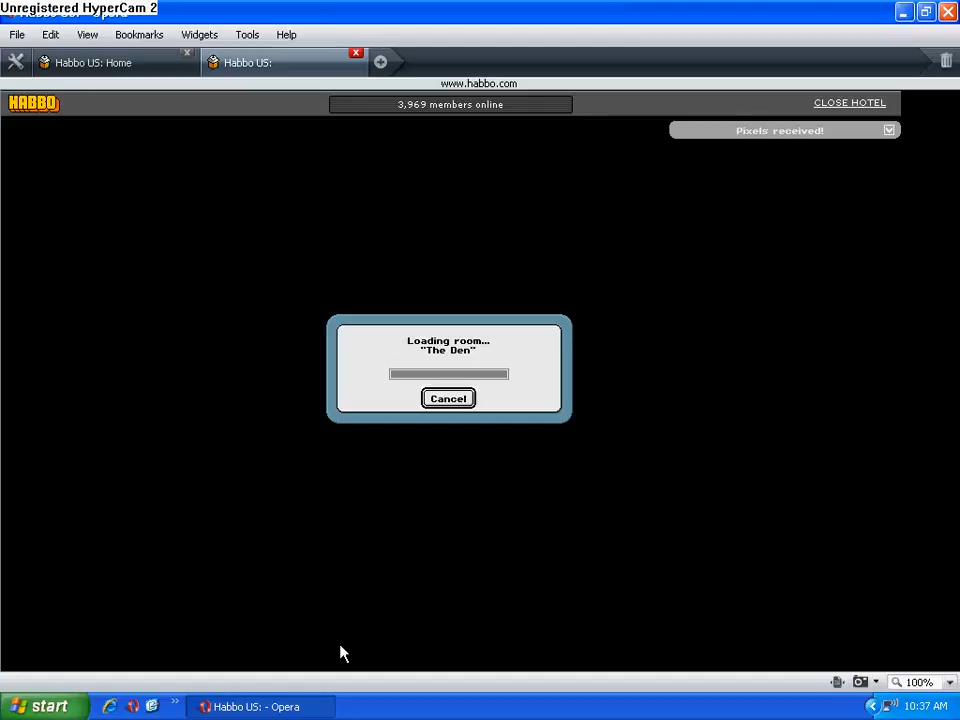 Unregistered HyperCam 2
File Edit View Bookmarks Widgets Tools Help
Habbo US: Home
Habbo US:
www.habbo.com
HABBO
3,969 members online
CLOSE HOTEL
Pixels received!
Loading room...
"The Den"
Cancel
100%
start
Habbo US: - Opera
10:37 AM